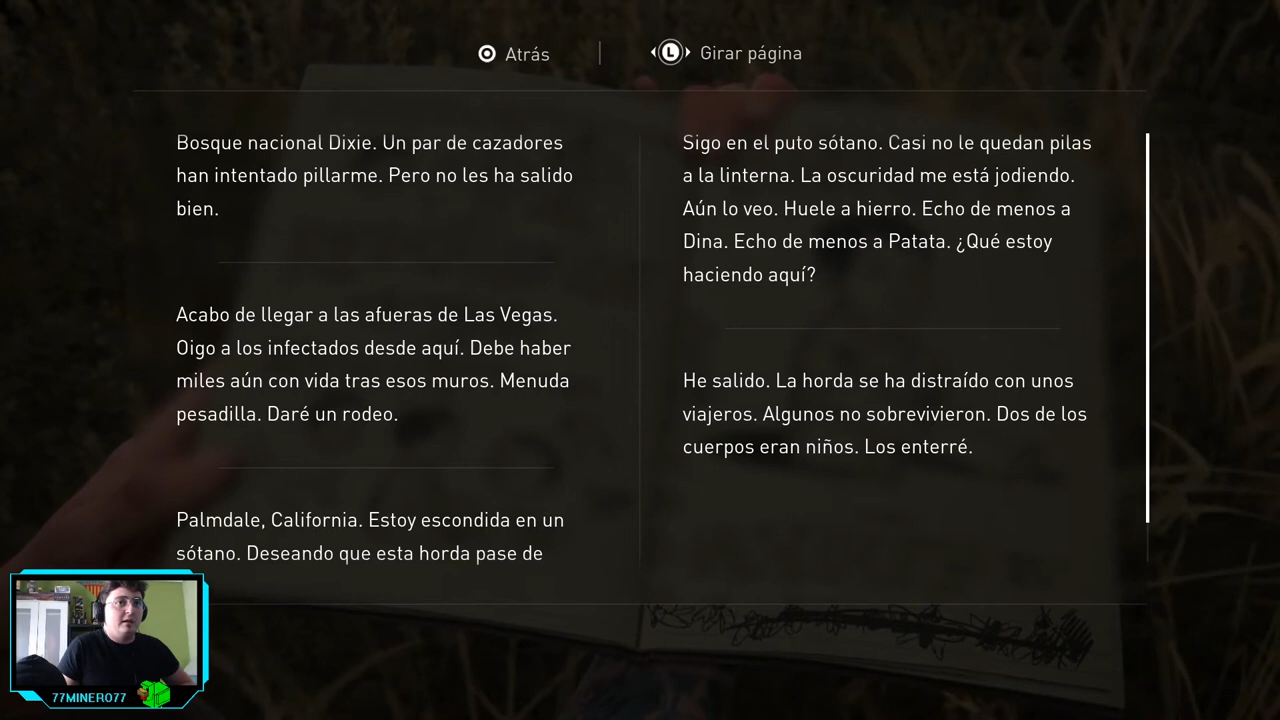 Atrás
L Girar página
Bosque nacional Dixie. Un par de cazadores
han intentado pillarme. Pero no les ha salido
bien.
Acabo de llegar a las afueras de Las Vegas.
Oigo a los infectados desde aquí. Debe haber
miles aún con vida tras esos muros. Menuda
pesadilla. Daré un rodeo.
Palmdale, California. Estoy escondida en un
sótano. Deseando que esta horda pase de
Sigo en el puto sótano. Casi no le quedan pilas
a la linterna. La oscuridad me está jodiendo.
Aún lo veo. Huele a hierro. Echo de menos a
Dina. Echo de menos a Patata. ¿Qué estoy
haciendo aquí?
He salido. La horda se ha distraído con unos
viajeros. Algunos no sobrevivieron. Dos de los
cuerpos eran niños. Los enterré.
77MINERO77